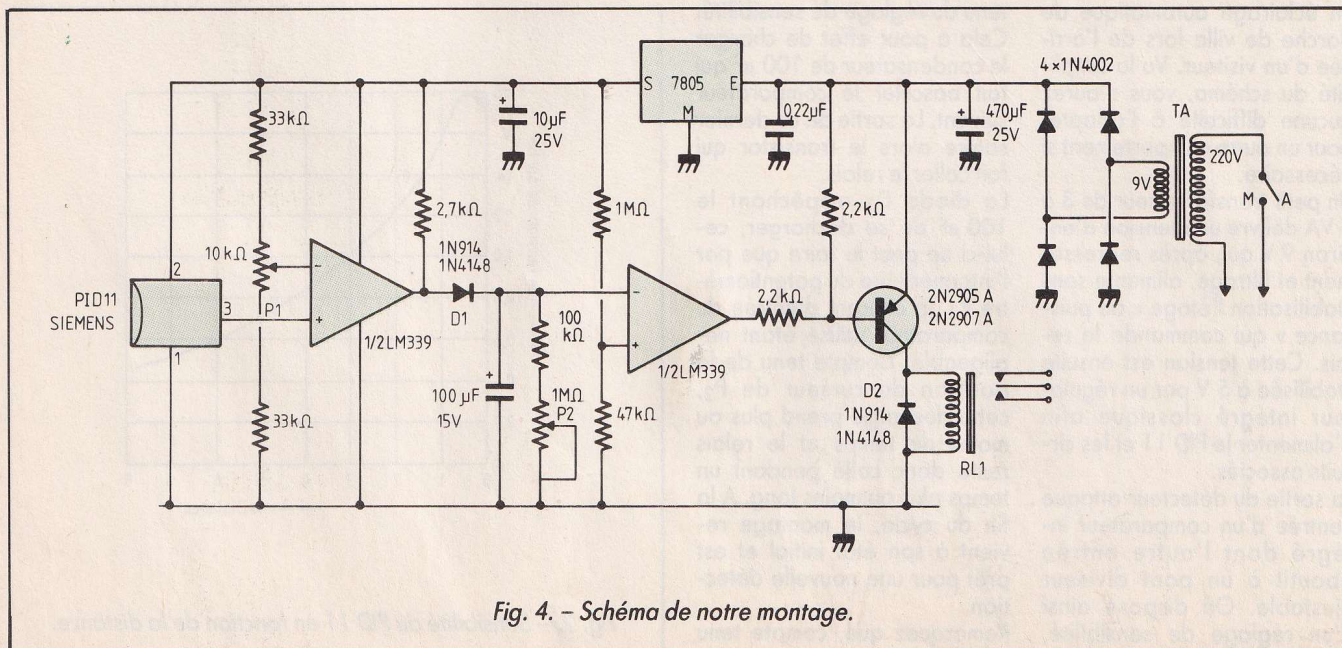 33kΩ
10kΩ
P1
2
3
1
PID11
SIEMENS
33kΩ
-
+
1/2LM339
2,7kΩ
1N914
1N4148
D1
+
10µF
25V
+
100µF
15V
100
kΩ
1MΩ
P2
1MΩ
47kΩ
-
+
1/2LM339
S
7805
E
M
0,22µF
+
470µF
25V
2,2kΩ
2,2kΩ
2N2905 A
2N2907 A
D2
1N914
1N4148
RL1
4×1N4002
TA
9V
220V
M
A
Fig. 4. – Schéma de notre montage.